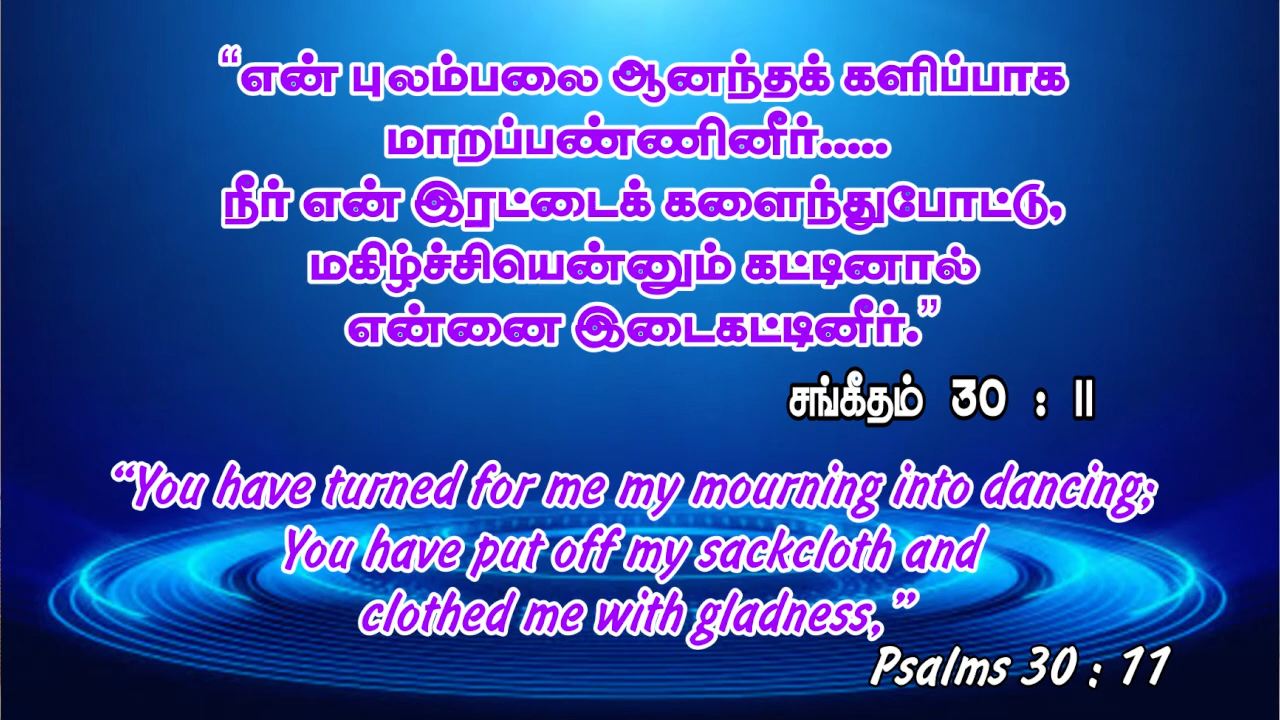 “என் புலம்பலை ஆனந்தக் களிப்பாக
மாறப்பண்ணினீர்.....
நீர் என் இரட்டைக் களைந்துபோட்டு,
மகிழ்ச்சியென்னும் கட்டினால்
என்னை இடைகட்டினீர்.”
சங்கீதம் 30 : 11
“You have turned for me my mourning into dancing;
You have put off my sackcloth and
clothed me with gladness,”
Psalms 30 : 11